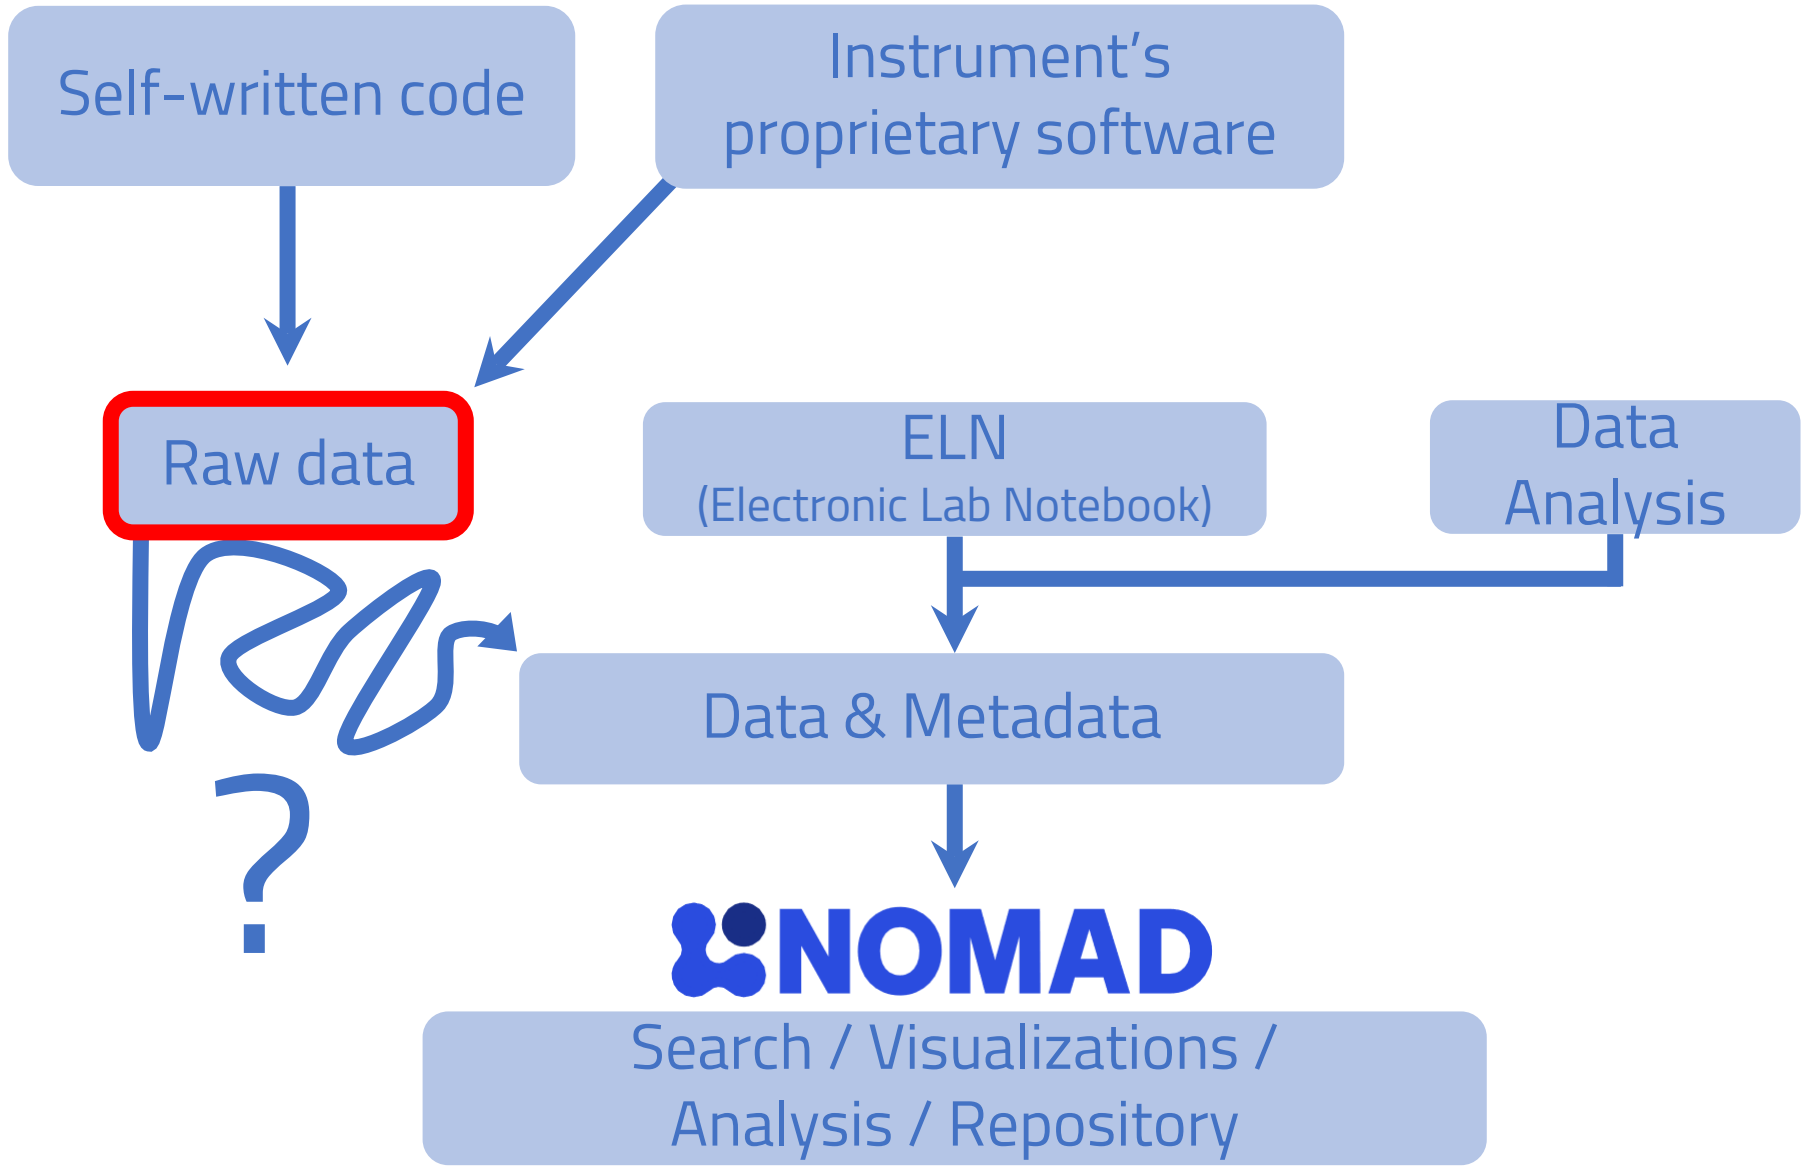 Self-written code
Instrument’s
proprietary software
Raw data
ELN
(Electronic Lab Notebook)
Data
Analysis
Data & Metadata
?
NOMAD
Search / Visualizations /
Analysis / Repository